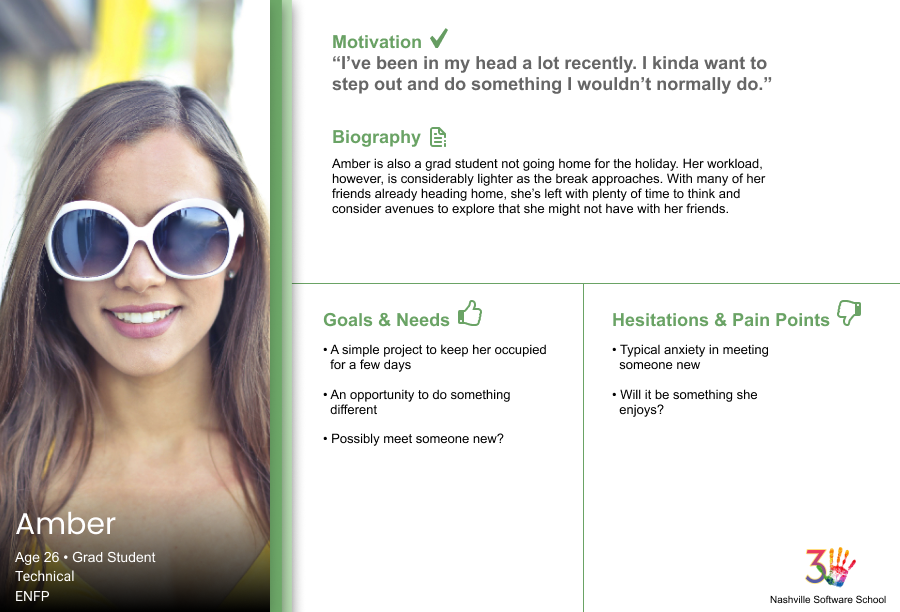 Motivation
“I’ve been in my head a lot recently. I kinda want to
step out and do something I wouldn’t normally do.”
Biography
Amber is also a grad student not going home for the holiday. Her workload,
however, is considerably lighter as the break approaches. With many of her
friends already heading home, she’s left with plenty of time to think and
consider avenues to explore that she might not have with her friends.
Goals & Needs
• A simple project to keep her occupied
for a few days
• An opportunity to do something
different
• Possibly meet someone new?
Hesitations & Pain Points
• Typical anxiety in meeting
someone new
• Will it be something she
enjoys?
Amber
Age 26 • Grad Student
Technical
ENFP
3
Nashville Software School